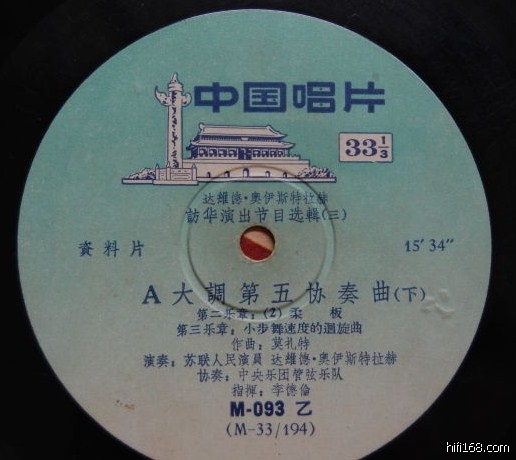 中国唱片
33⅓
达維德·奥伊斯特拉赫
訪华演出节目选輯(三)
資料片
15′34″
A大調第五协奏曲(下)
第二乐章：(2)柔板
第三乐章：小步舞速度的迴旋曲
作曲：莫扎特
演奏：苏联人民演員 达維德·奥伊斯特拉赫
协奏：中央乐团管弦乐队
指揮：李德倫
M-093 乙
(M-33/194)
hifi168.com